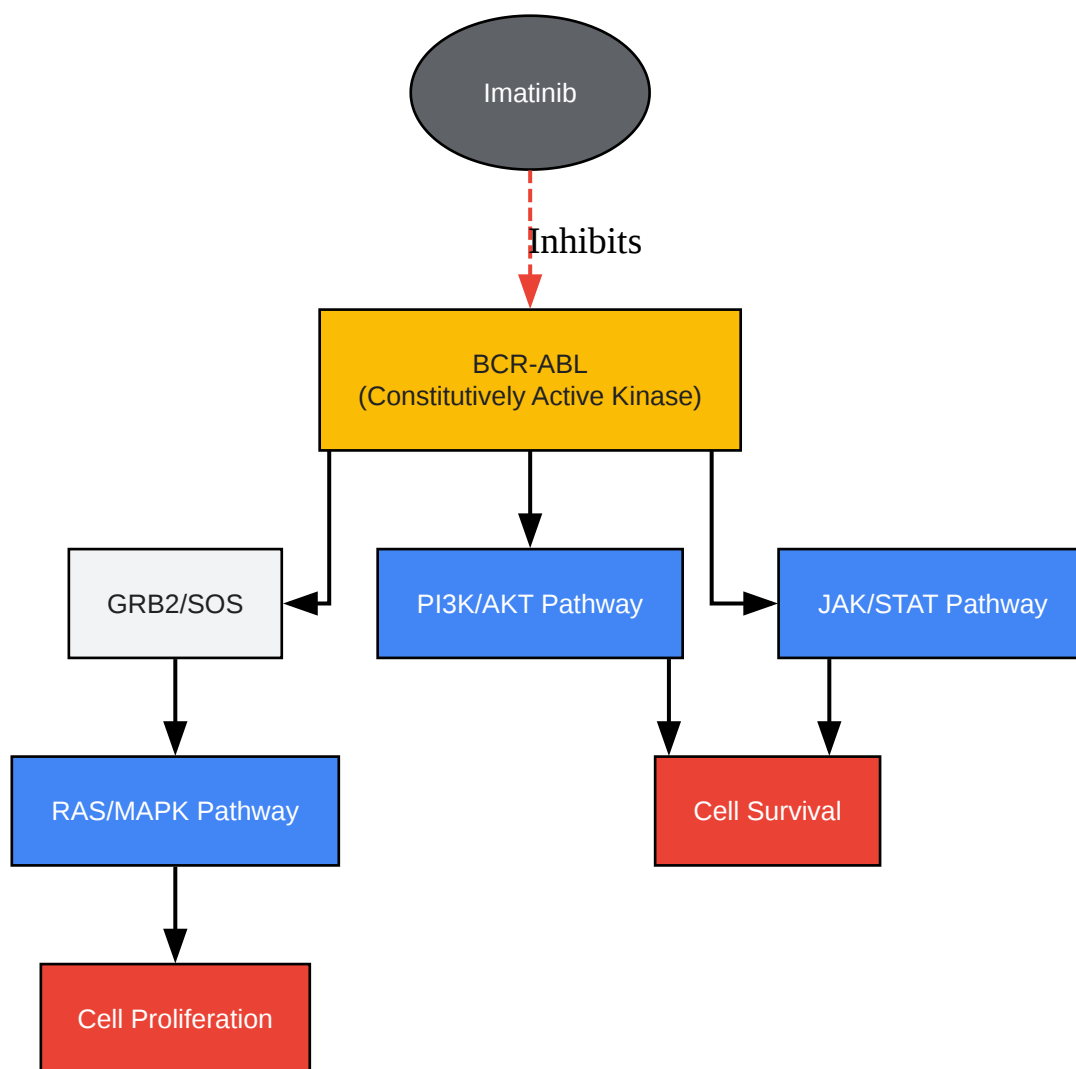 Imatinib
Inhibits
BCR-ABL
(Constitutively Active Kinase)
GRB2/SOS
PI3K/AKT Pathway
JAK/STAT Pathway
RAS/MAPK Pathway
Cell Survival
Cell Proliferation